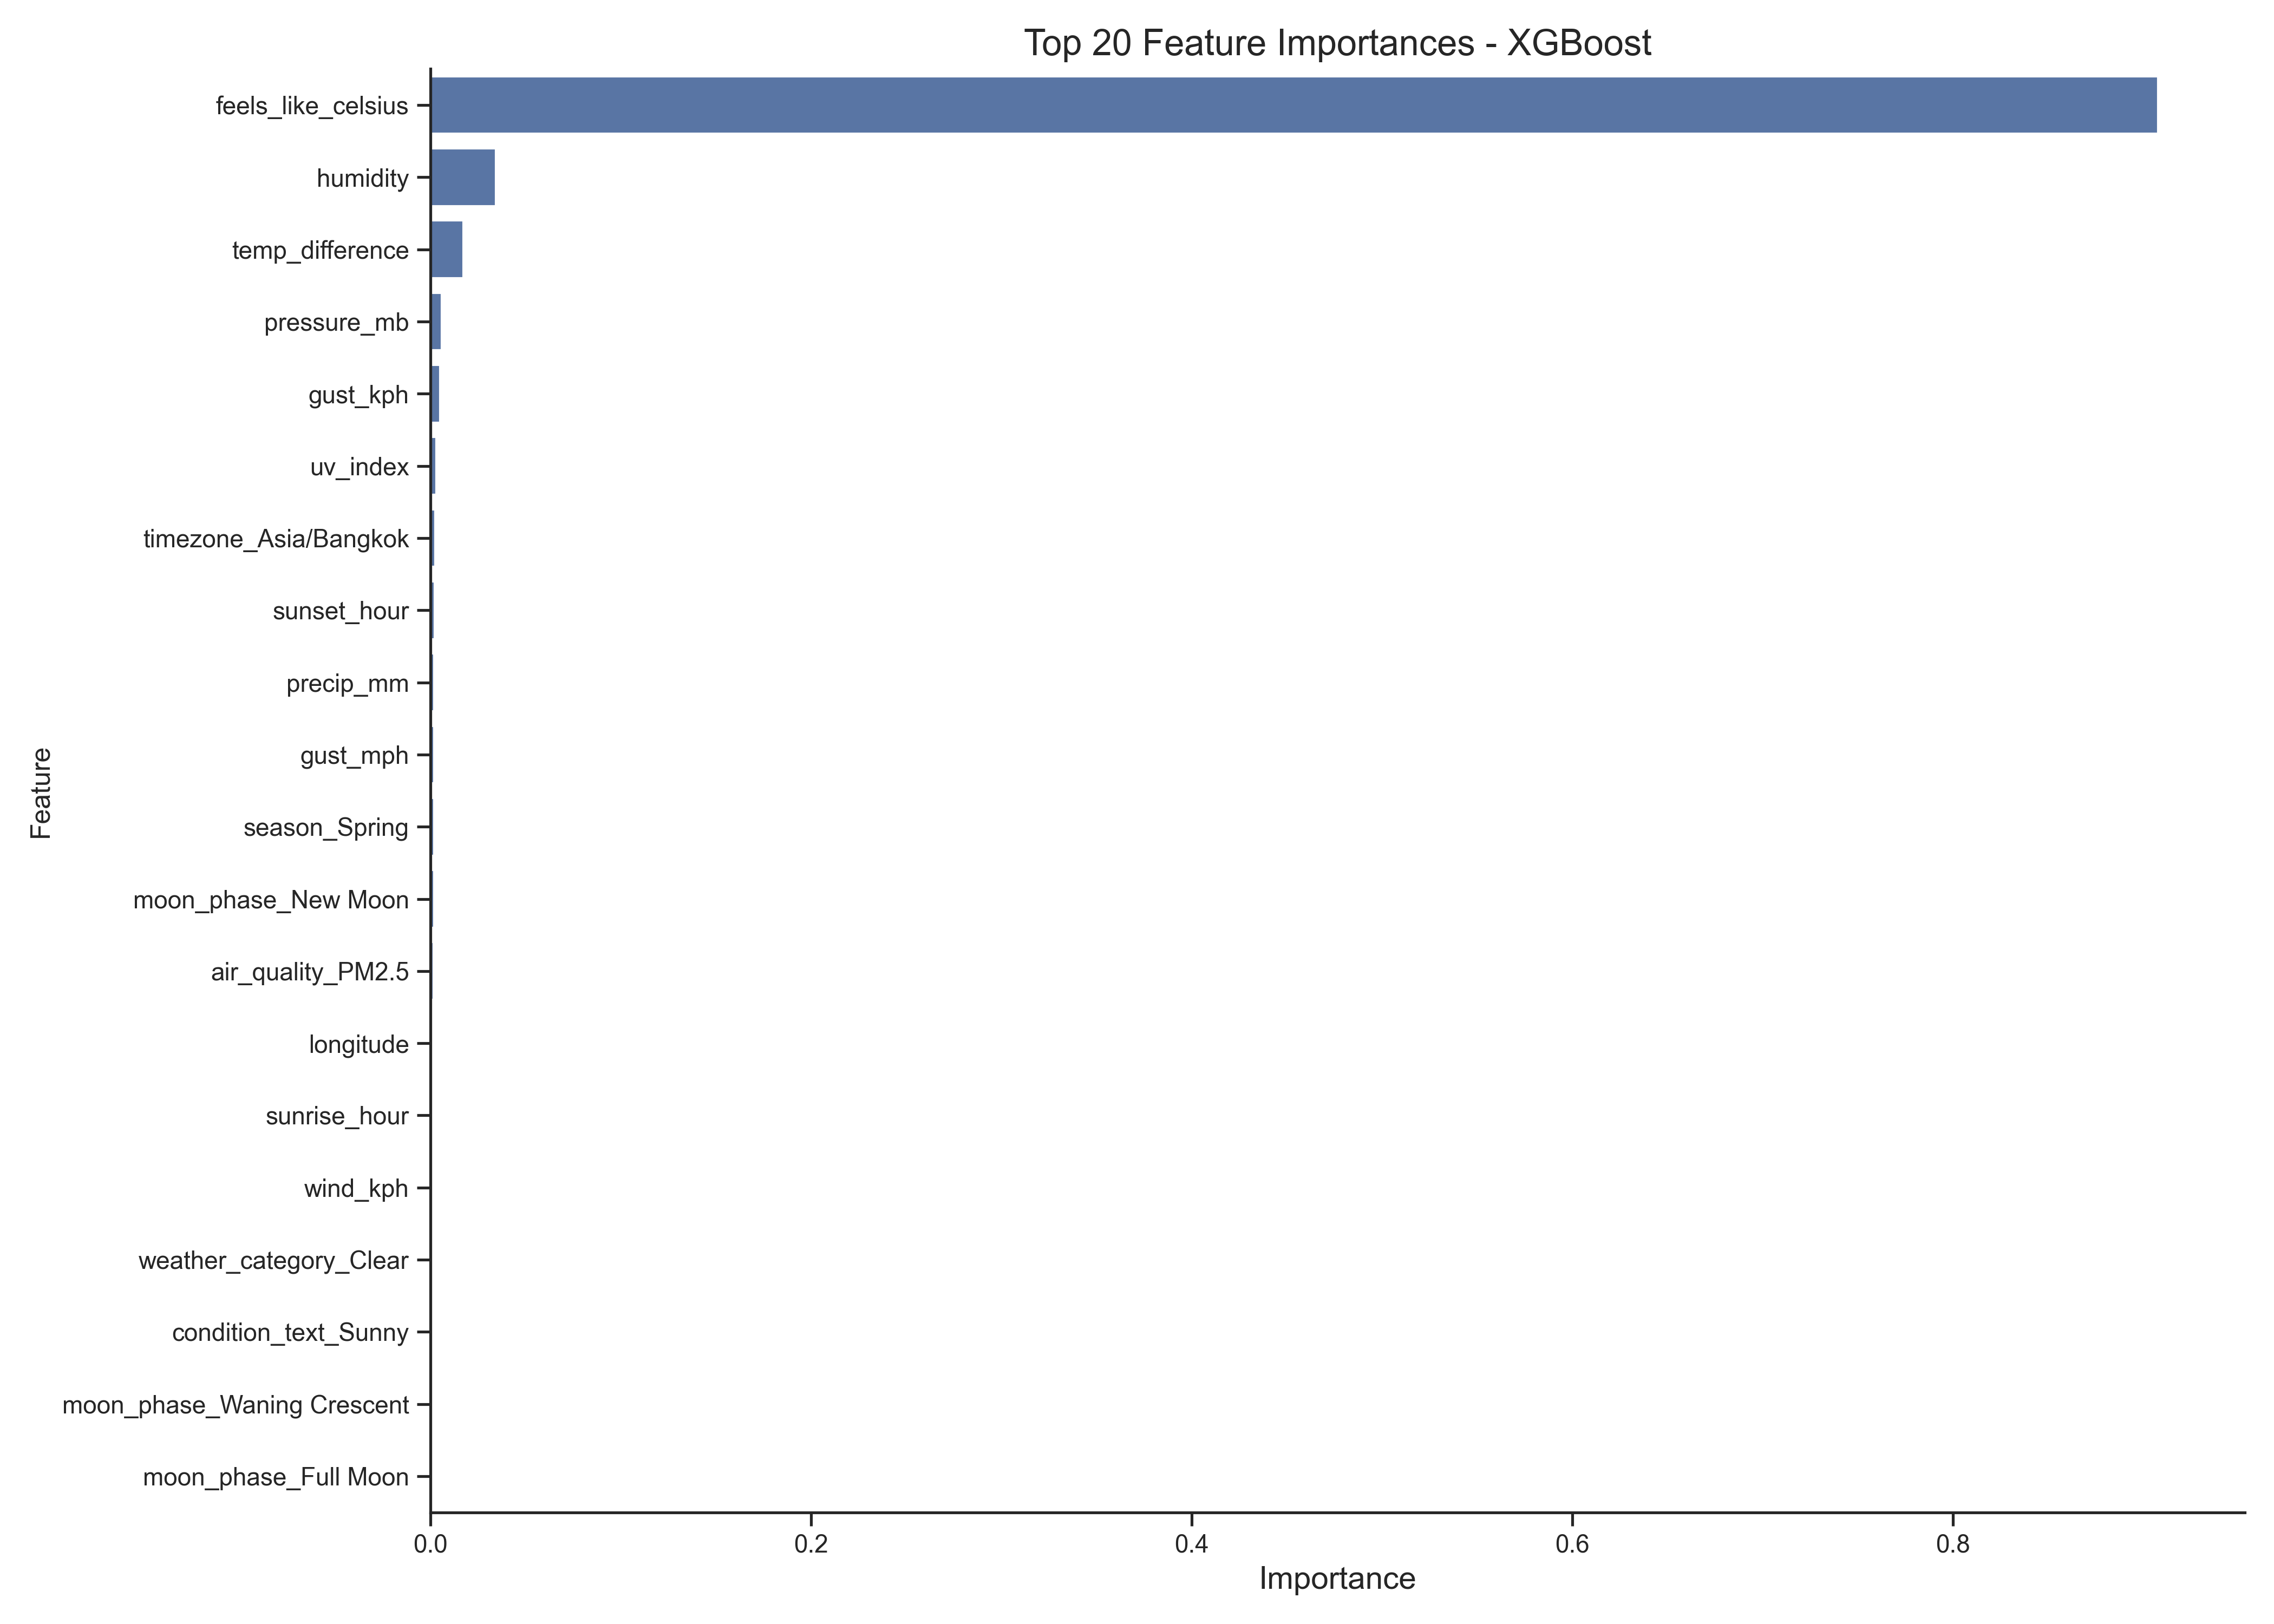 Top 20 Feature Importances - XGBoost
feels_like_celsius
humidity
temp_difference
pressure_mb
gust_kph
uv_index
timezone_Asia/Bangkok
sunset_hour
precip_mm
gust_mph
season_Spring
moon_phase_New Moon
air_quality_PM2.5
longitude
sunrise_hour
wind_kph
weather_category_Clear
condition_text_Sunny
moon_phase_Waning Crescent
moon_phase_Full Moon
Feature
0.0 0.2 0.4 0.6 0.8
Importance